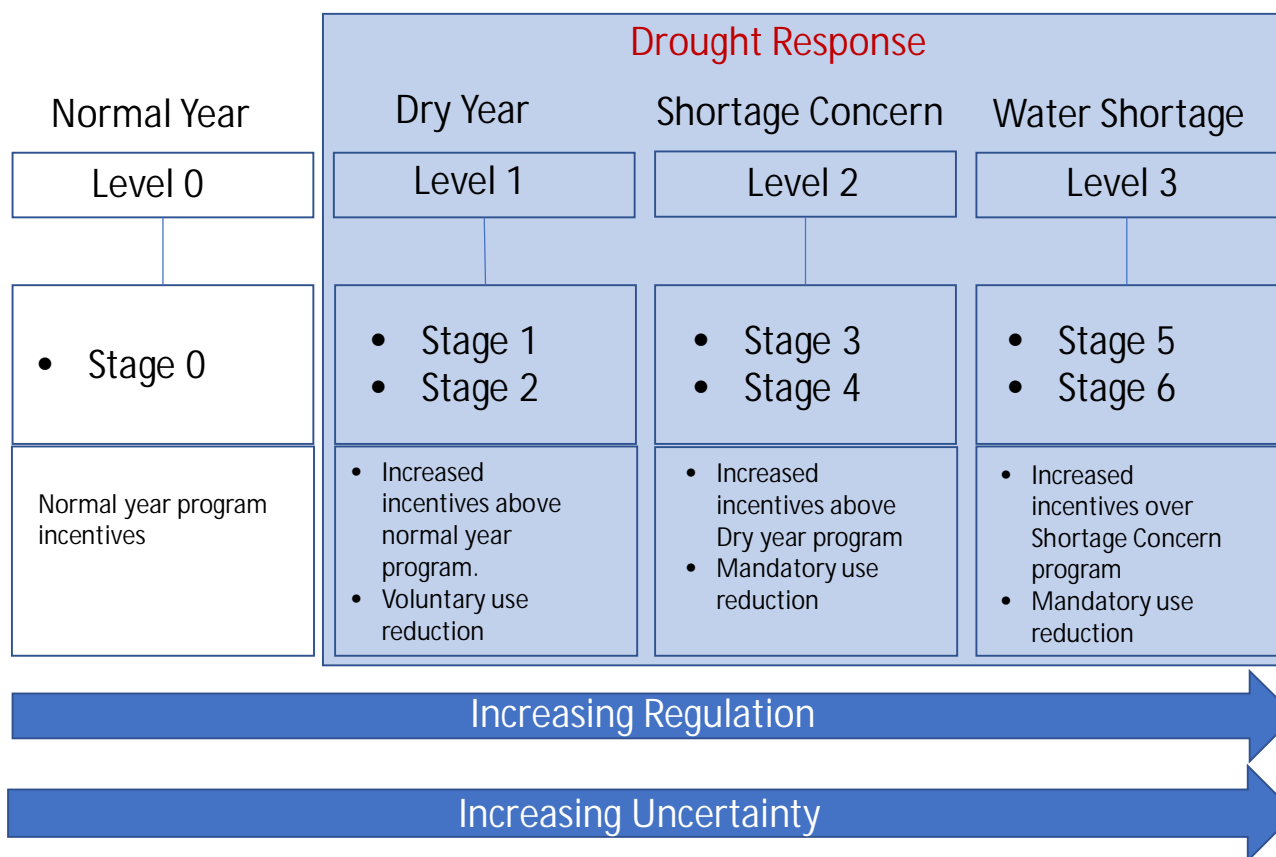 Drought Response
Normal Year
Dry Year
Shortage Concern
Water Shortage
Level 0
Level 1
Level 2
Level 3
• Stage 0
• Stage 1
• Stage 2
• Stage 3
• Stage 4
• Stage 5
• Stage 6
Normal year program
incentives
• Increased
incentives above
normal year
program.
• Voluntary use
reduction
• Increased
incentives above
Dry year program
• Mandatory use
reduction
• Increased
incentives over
Shortage Concern
program
• Mandatory use
reduction
Increasing Regulation
Increasing Uncertainty